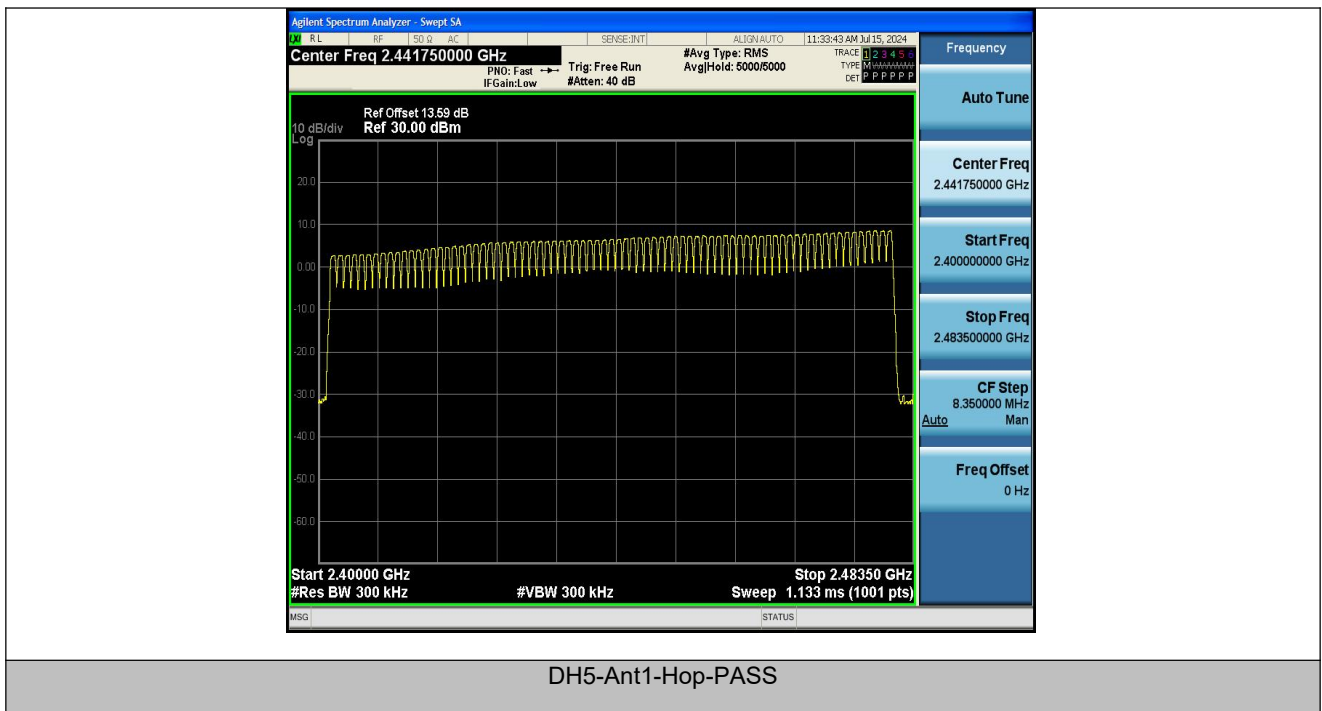 Agilent Spectrum Analyzer - Swept SA
LXI RL RF 50 Ω AC SENSE:INT ALIGN AUTO 11:33:43 AM Jul 15, 2024
Center Freq 2.441750000 GHz
#Avg Type: RMS
TRACE 1 2 3 4 5 6
PNO: Fast
Trig: Free Run
Avg|Hold: 5000/5000
TYPE M
IFGain:Low
#Atten: 40 dB
DET P P P P P P
Ref Offset 13.59 dB
10 dB/div Ref 30.00 dBm
Log
20.0
10.0
0.00
-10.0
-20.0
-30.0
-40.0
-50.0
-60.0
Start 2.40000 GHz Stop 2.48350 GHz
#Res BW 300 kHz #VBW 300 kHz Sweep 1.133 ms (1001 pts)
MSG STATUS
Frequency
Auto Tune
Center Freq
2.441750000 GHz
Start Freq
2.400000000 GHz
Stop Freq
2.483500000 GHz
CF Step
8.350000 MHz
Auto Man
Freq Offset
0 Hz
DH5-Ant1-Hop-PASS